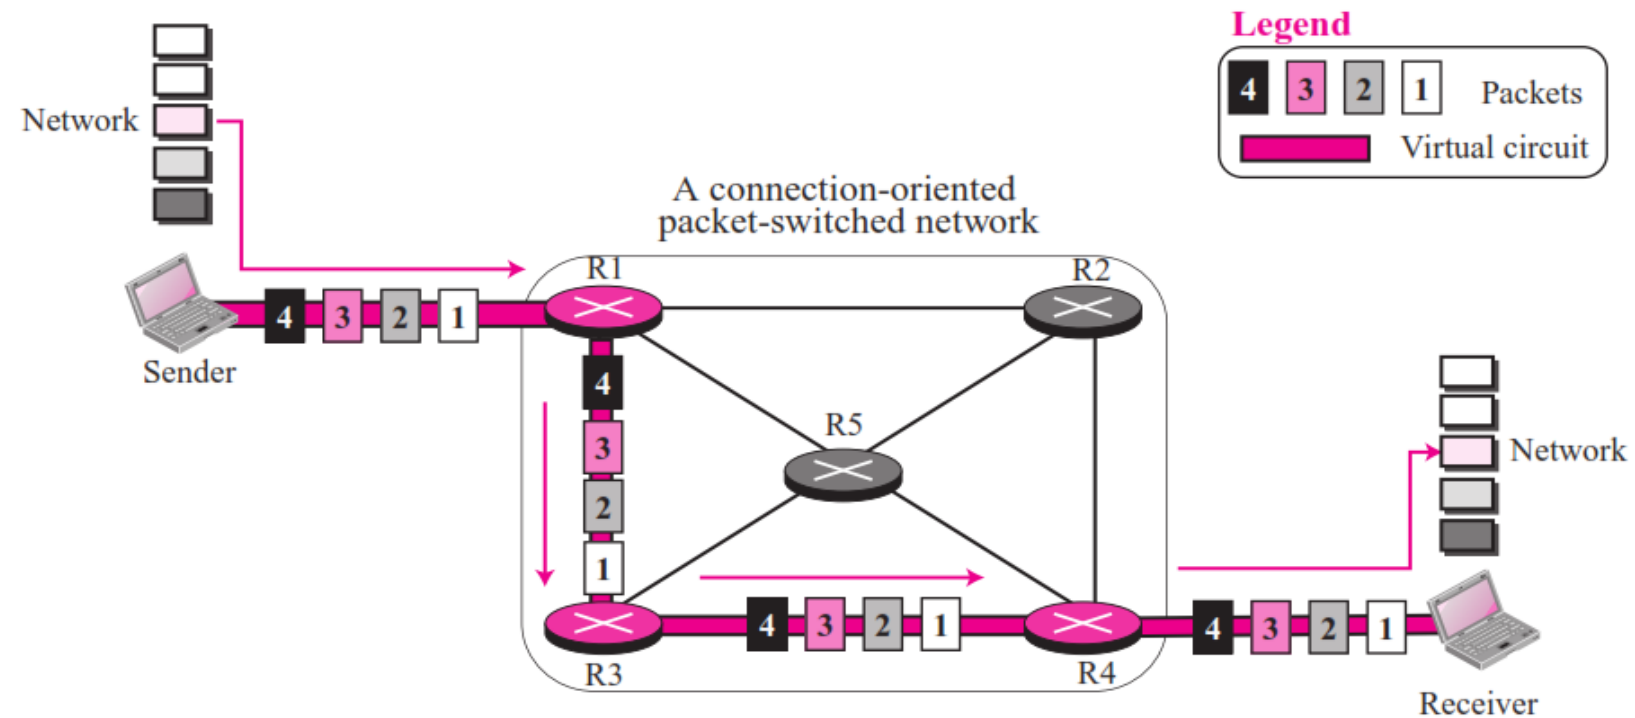 Legend
4 3 2 1 Packets
Virtual circuit
Network
A connection-oriented
packet-switched network
R1
R2
4 3 2 1
Sender
4
3
2
1
R5
Network
R3
4 3 2 1
R4
4 3 2 1
Receiver